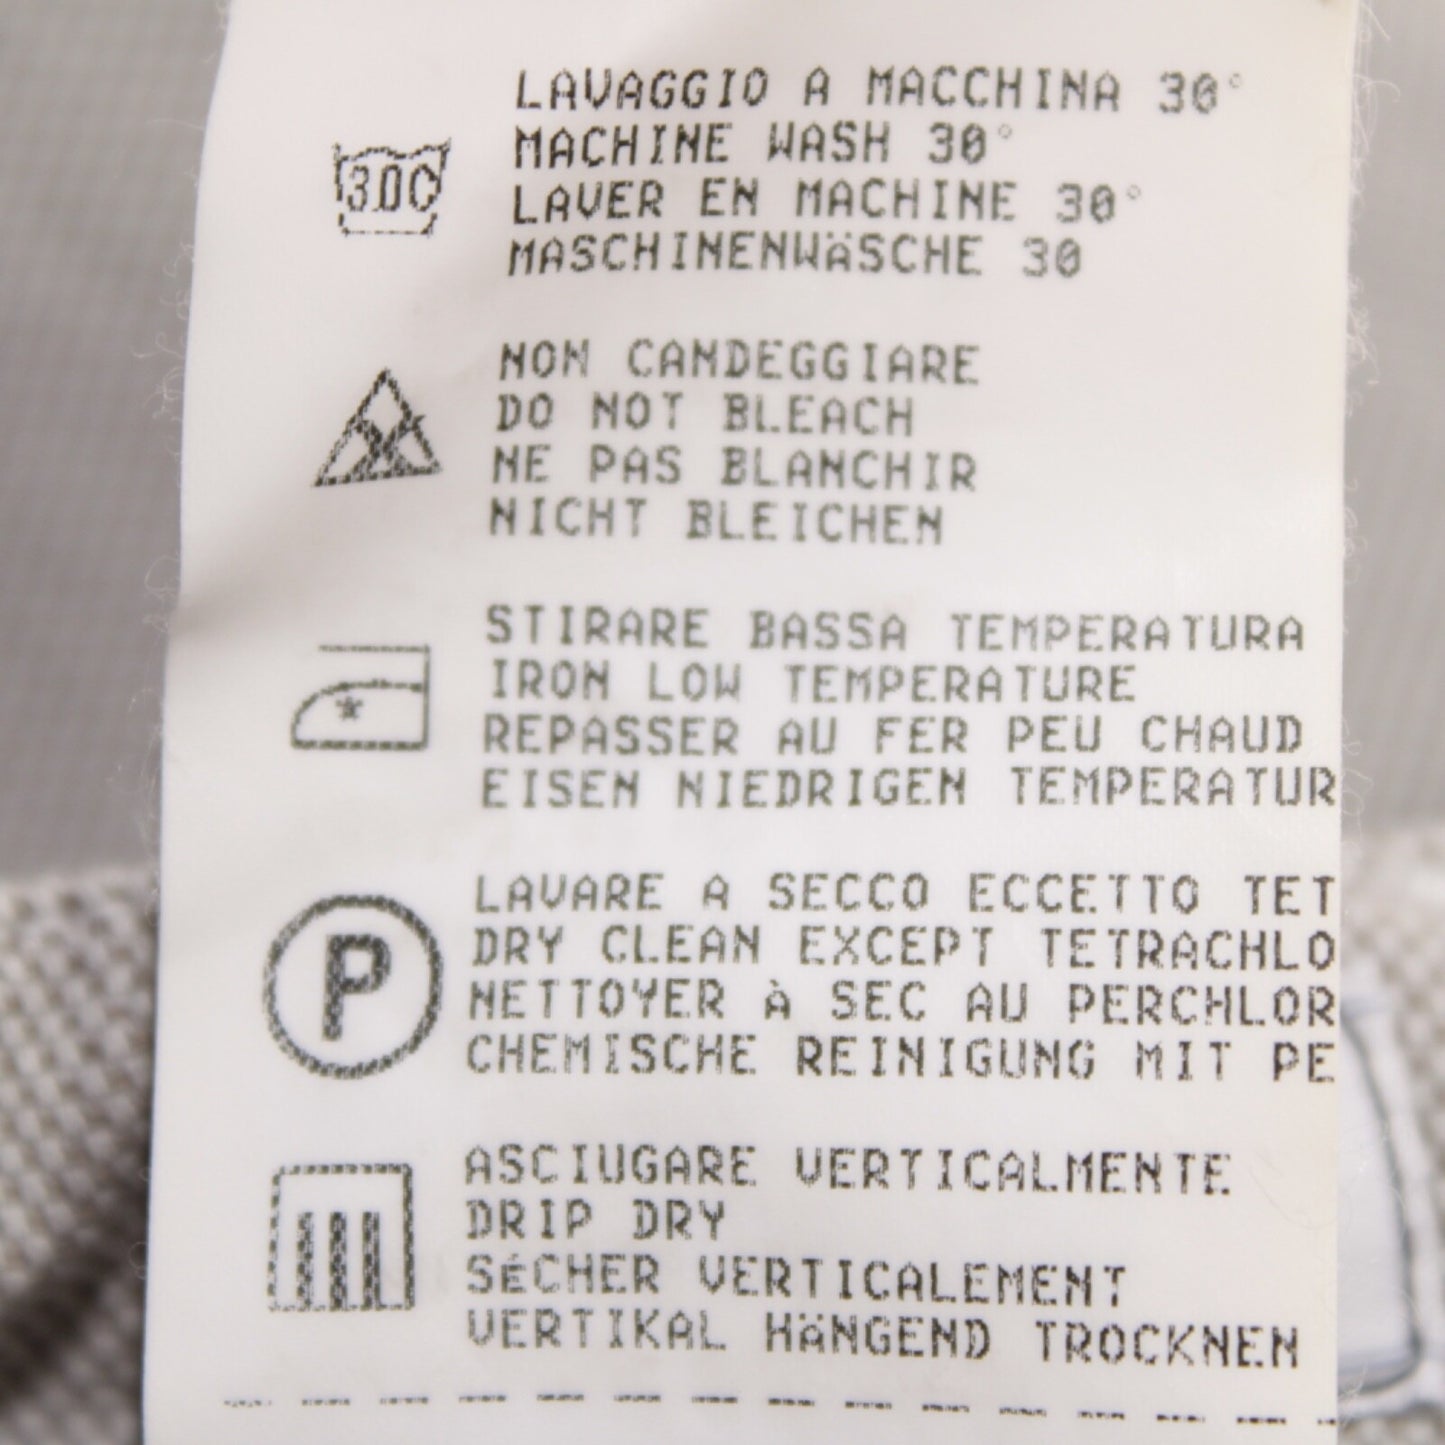 LAVAGGIO A MACCHINA 30°
MACHINE WASH 30°
LAVER EN MACHINE 30°
MASCHINENWÄSCHE 30
30C
NON CANDEGGIARE
DO NOT BLEACH
NE PAS BLANCHIR
NICHT BLEICHEN
STIRARE BASSA TEMPERATURA
IRON LOW TEMPERATURE
REPASSER AU FER PEU CHAUD
EISEN NIEDRIGEN TEMPERATUR
P
LAVARE A SECCO ECCETTO TET
DRY CLEAN EXCEPT TETRACHLO
NETTOYER à SEC AU PERCHLOR
CHEMISCHE REINIGUNG MIT PE
ASCIUGARE VERTICALMENTE
DRIP DRY
SéCHER VERTICALEMENT
VERTIKAL HäNGEND TROCKNEN